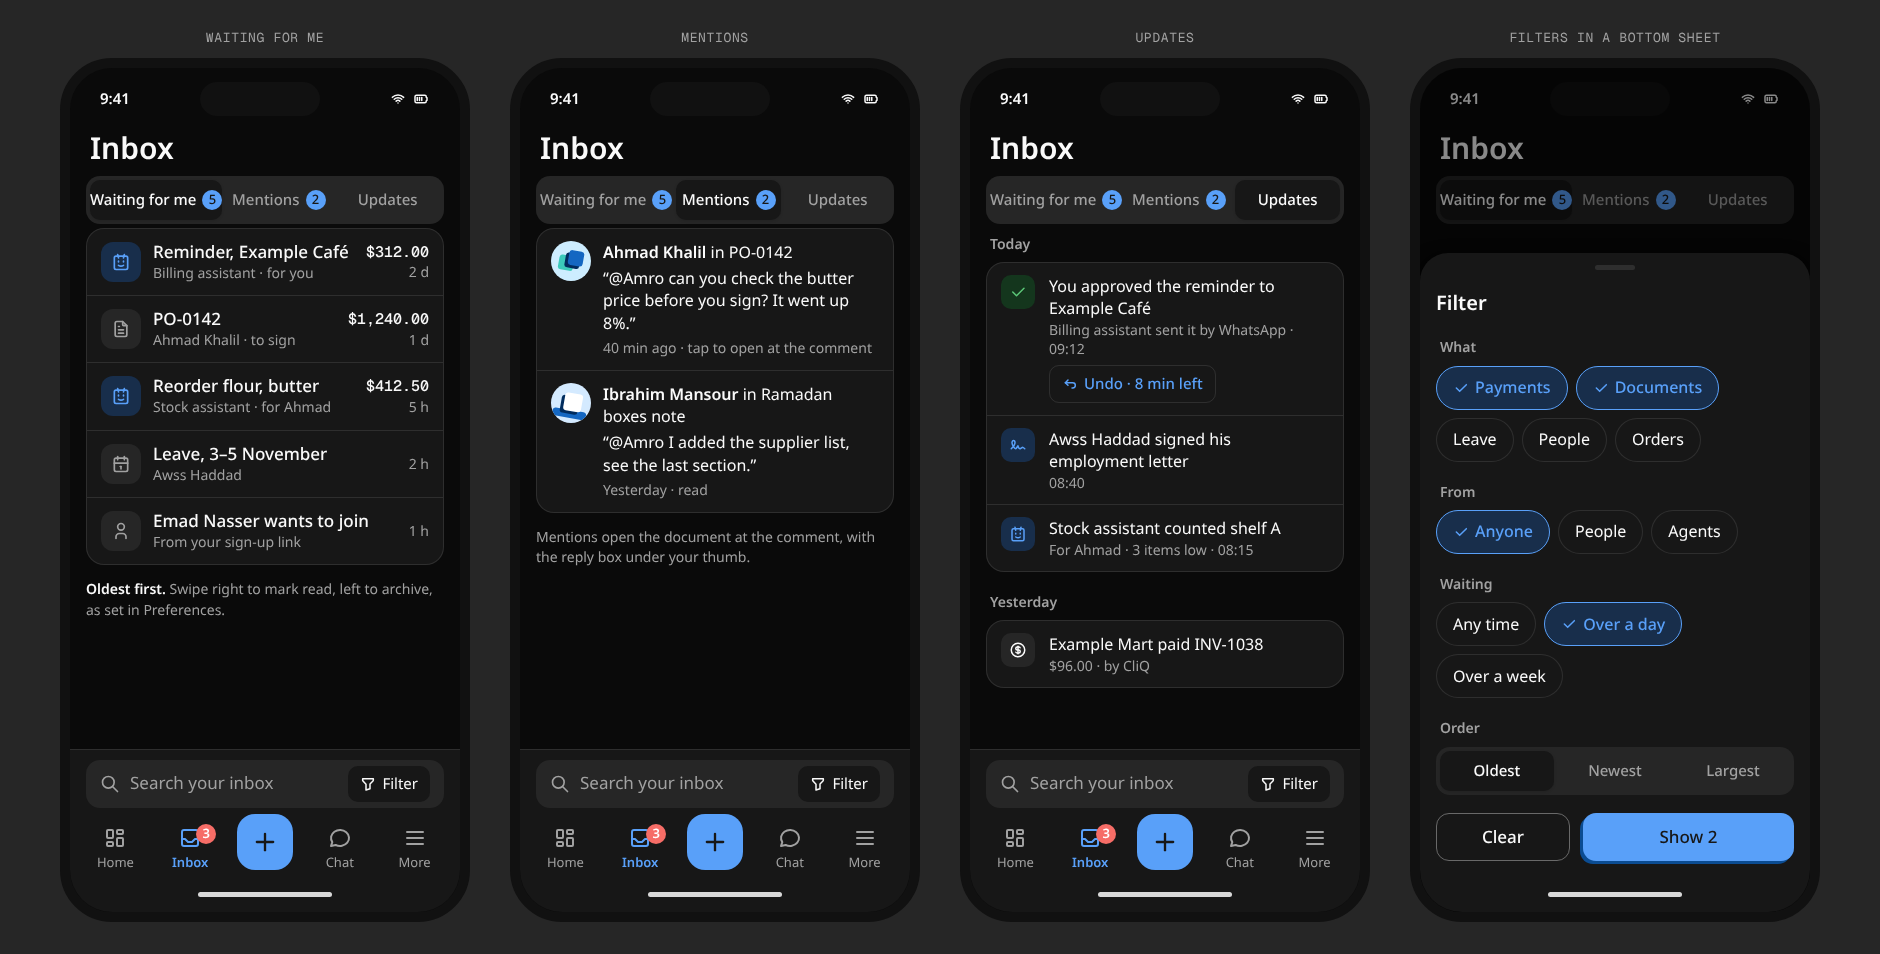 WAITING FOR ME
9:41
Inbox
Waiting for me 5 Mentions 2 Updates
Reminder, Example Café $312.00
Billing assistant · for you 2 d
PO-0142 $1,240.00
Ahmad Khalil · to sign 1 d
Reorder flour, butter $412.50
Stock assistant · for Ahmad 5 h
Leave, 3–5 November
Awss Haddad 2 h
Emad Nasser wants to join
From your sign-up link 1 h
Oldest first. Swipe right to mark read, left to archive,
as set in Preferences.
Search your inbox Filter
3
Home Inbox Chat More
MENTIONS
9:41
Inbox
Waiting for me 5 Mentions 2 Updates
Ahmad Khalil in PO-0142
“@Amro can you check the butter
price before you sign? It went up
8%.”
40 min ago · tap to open at the comment
Ibrahim Mansour in Ramadan
boxes note
“@Amro I added the supplier list,
see the last section.”
Yesterday · read
Mentions open the document at the comment, with
the reply box under your thumb.
Search your inbox Filter
3
Home Inbox Chat More
UPDATES
9:41
Inbox
Waiting for me 5 Mentions 2 Updates
Today
You approved the reminder to
Example Café
Billing assistant sent it by WhatsApp ·
09:12
Undo · 8 min left
Awss Haddad signed his
employment letter
08:40
Stock assistant counted shelf A
For Ahmad · 3 items low · 08:15
Yesterday
Example Mart paid INV-1038
$96.00 · by CliQ
Search your inbox Filter
3
Home Inbox Chat More
FILTERS IN A BOTTOM SHEET
9:41
Inbox
Waiting for me 5 Mentions 2 Updates
Filter
What
Payments Documents
Leave People Orders
From
Anyone People Agents
Waiting
Any time Over a day
Over a week
Order
Oldest Newest Largest
Clear Show 2